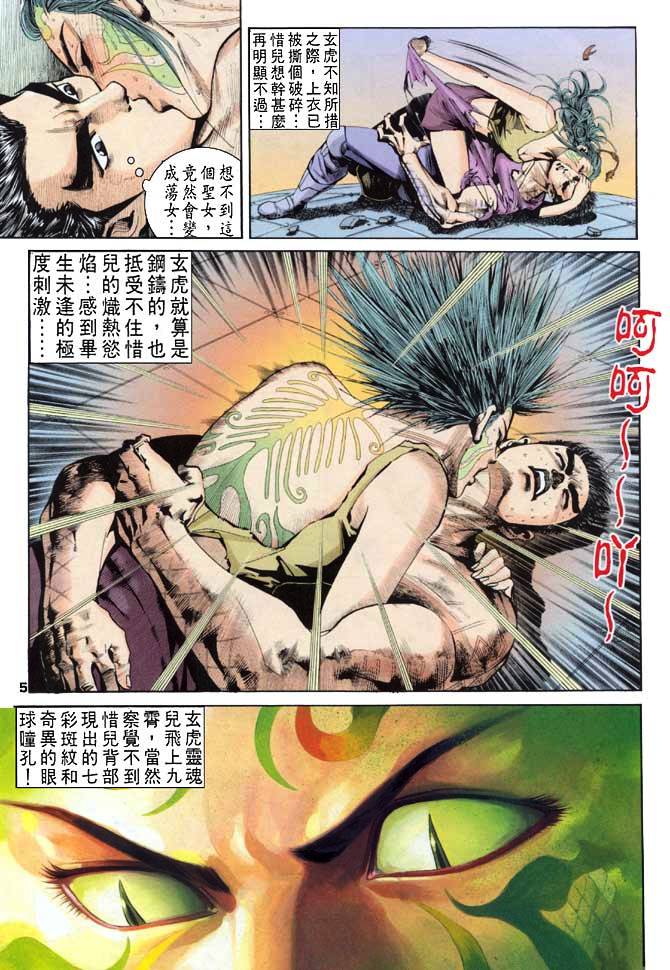 玄虎不知所措
之際，上衣已
被撕個破碎…
惜兒想幹甚麼
再明顯不過…
想不到這
個聖女，
竟然會變
成蕩女…
玄虎就算是
鋼鑄的，也
抵受不住惜
兒的熾熱慾
焰…感到畢
生未逢的極
度刺激……
呵呵～～～吖～
5
玄虎靈魂
兒飛上九
霄，當然
察覺不到
惜兒背部
現出的七
彩斑紋和
奇異的眼
球瞳孔！